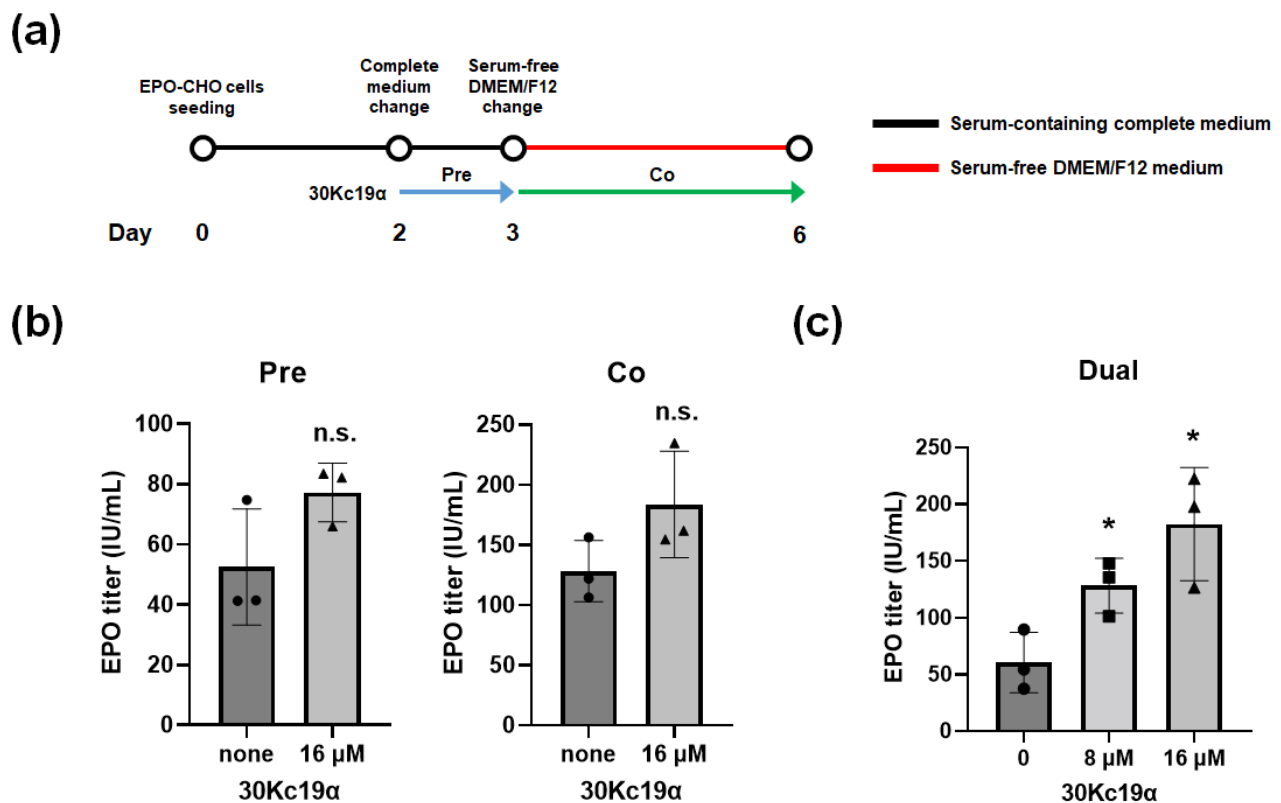 (a)
EPO-CHO cells
seeding
Complete
medium
change
Serum-free
DMEM/F12
change
Serum-containing complete medium
Serum-free DMEM/F12 medium
Pre
Co
30Kc19α
Day
0
2
3
6
(b)
Pre
EPO titer (IU/mL)
100
80
60
40
20
0
n.s.
none
16 µM
30Kc19α
Co
EPO titer (IU/mL)
250
200
150
100
50
0
n.s.
none
16 µM
30Kc19α
(c)
Dual
EPO titer (IU/mL)
250
200
150
100
50
0
*
*
0
8 µM
16 µM
30Kc19α